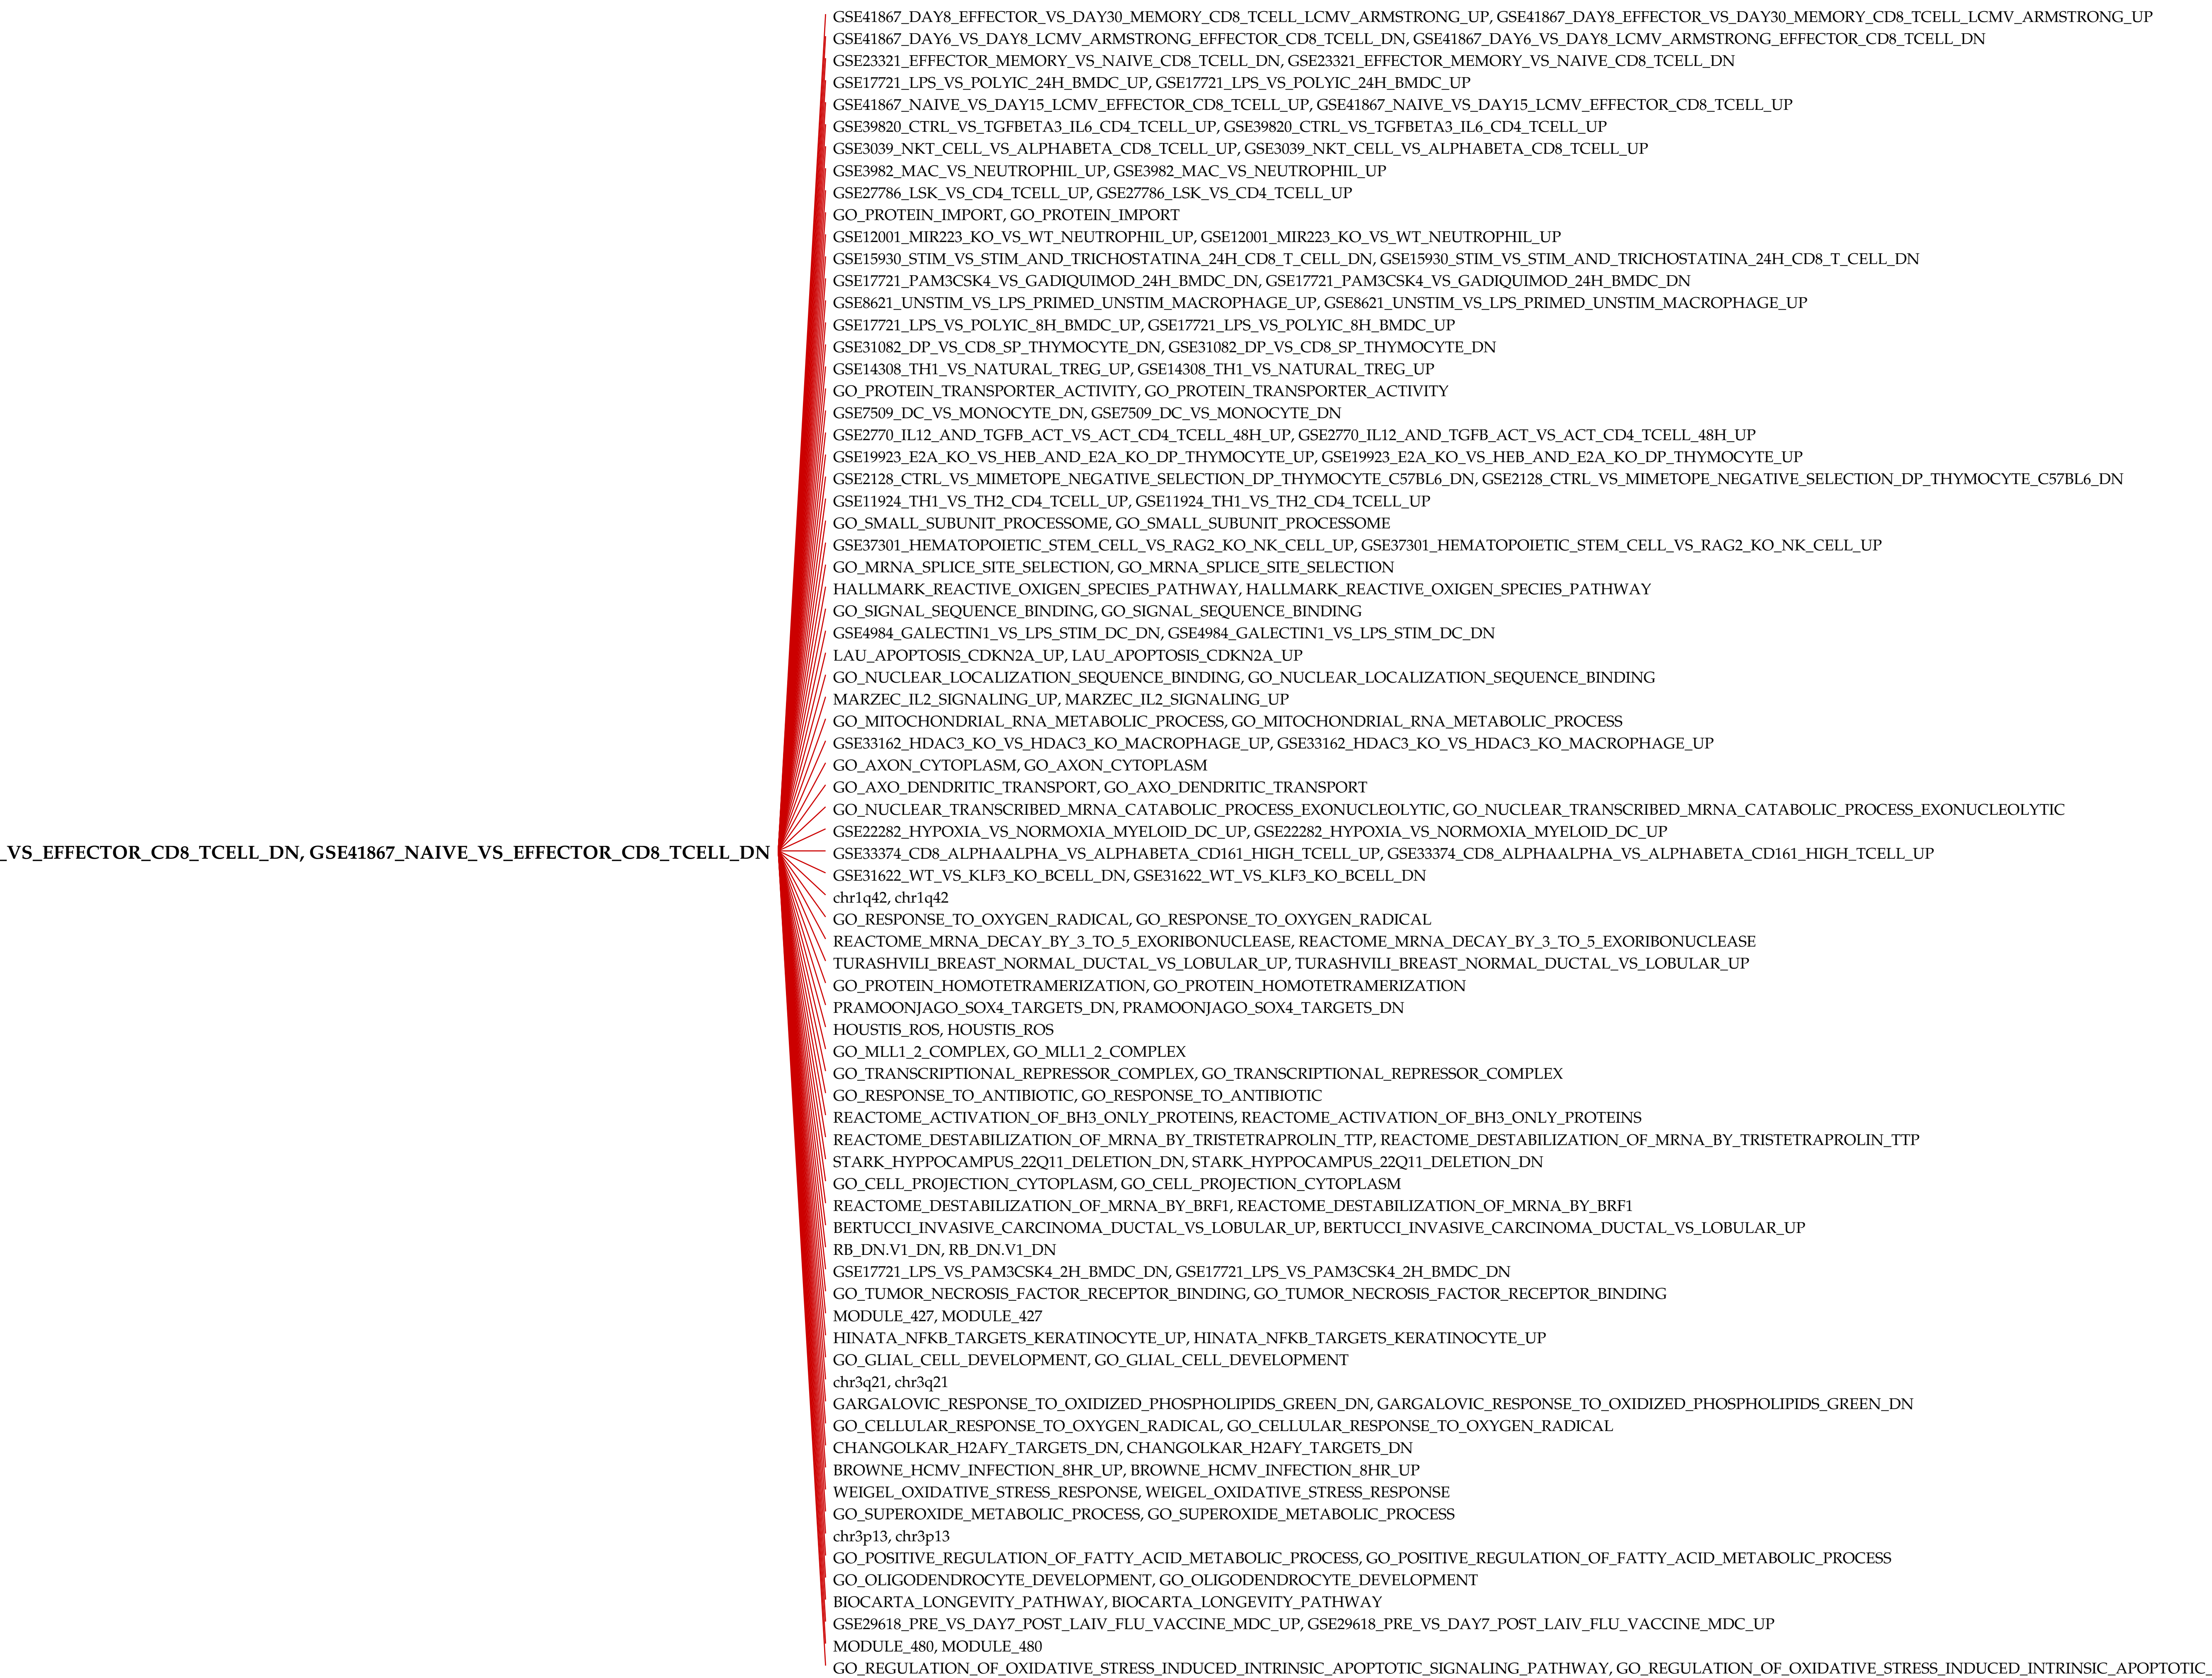 GSE41867_DAY8_EFFECTOR_VS_DAY30_MEMORY_CD8_TCELL_LCMV_ARMSTRONG_UP, GSE41867_DAY8_EFFECTOR_VS_DAY30_MEMORY_CD8_TCELL_LCMV_ARMSTRONG_UP
GSE41867_DAY6_VS_DAY8_LCMV_ARMSTRONG_EFFECTOR_CD8_TCELL_DN, GSE41867_DAY6_VS_DAY8_LCMV_ARMSTRONG_EFFECTOR_CD8_TCELL_DN
GSE23321_EFFECTOR_MEMORY_VS_NAIVE_CD8_TCELL_DN, GSE23321_EFFECTOR_MEMORY_VS_NAIVE_CD8_TCELL_DN
GSE17721_LPS_VS_POLYIC_24H_BMDC_UP, GSE17721_LPS_VS_POLYIC_24H_BMDC_UP
GSE41867_NAIVE_VS_DAY15_LCMV_EFFECTOR_CD8_TCELL_UP, GSE41867_NAIVE_VS_DAY15_LCMV_EFFECTOR_CD8_TCELL_UP
GSE39820_CTRL_VS_TGFBETA3_IL6_CD4_TCELL_UP, GSE39820_CTRL_VS_TGFBETA3_IL6_CD4_TCELL_UP
GSE3039_NKT_CELL_VS_ALPHABETA_CD8_TCELL_UP, GSE3039_NKT_CELL_VS_ALPHABETA_CD8_TCELL_UP
GSE3982_MAC_VS_NEUTROPHIL_UP, GSE3982_MAC_VS_NEUTROPHIL_UP
GSE27786_LSK_VS_CD4_TCELL_UP, GSE27786_LSK_VS_CD4_TCELL_UP
GO_PROTEIN_IMPORT, GO_PROTEIN_IMPORT
GSE12001_MIR223_KO_VS_WT_NEUTROPHIL_UP, GSE12001_MIR223_KO_VS_WT_NEUTROPHIL_UP
GSE15930_STIM_VS_STIM_AND_TRICHOSTATINA_24H_CD8_T_CELL_DN, GSE15930_STIM_VS_STIM_AND_TRICHOSTATINA_24H_CD8_T_CELL_DN
GSE17721_PAM3CSK4_VS_GADIQUIMOD_24H_BMDC_DN, GSE17721_PAM3CSK4_VS_GADIQUIMOD_24H_BMDC_DN
GSE8621_UNSTIM_VS_LPS_PRIMED_UNSTIM_MACROPHAGE_UP, GSE8621_UNSTIM_VS_LPS_PRIMED_UNSTIM_MACROPHAGE_UP
GSE17721_LPS_VS_POLYIC_8H_BMDC_UP, GSE17721_LPS_VS_POLYIC_8H_BMDC_UP
GSE31082_DP_VS_CD8_SP_THYMOCYTE_DN, GSE31082_DP_VS_CD8_SP_THYMOCYTE_DN
GSE14308_TH1_VS_NATURAL_TREG_UP, GSE14308_TH1_VS_NATURAL_TREG_UP
GO_PROTEIN_TRANSPORTER_ACTIVITY, GO_PROTEIN_TRANSPORTER_ACTIVITY
GSE7509_DC_VS_MONOCYTE_DN, GSE7509_DC_VS_MONOCYTE_DN
GSE2770_IL12_AND_TGFB_ACT_VS_ACT_CD4_TCELL_48H_UP, GSE2770_IL12_AND_TGFB_ACT_VS_ACT_CD4_TCELL_48H_UP
GSE19923_E2A_KO_VS_HEB_AND_E2A_KO_DP_THYMOCYTE_UP, GSE19923_E2A_KO_VS_HEB_AND_E2A_KO_DP_THYMOCYTE_UP
GSE2128_CTRL_VS_MIMETOPE_NEGATIVE_SELECTION_DP_THYMOCYTE_C57BL6_DN, GSE2128_CTRL_VS_MIMETOPE_NEGATIVE_SELECTION_DP_THYMOCYTE_C57BL6_DN
GSE11924_TH1_VS_TH2_CD4_TCELL_UP, GSE11924_TH1_VS_TH2_CD4_TCELL_UP
GO_SMALL_SUBUNIT_PROCESSOME, GO_SMALL_SUBUNIT_PROCESSOME
GSE37301_HEMATOPOIETIC_STEM_CELL_VS_RAG2_KO_NK_CELL_UP, GSE37301_HEMATOPOIETIC_STEM_CELL_VS_RAG2_KO_NK_CELL_UP
GO_MRNA_SPLICE_SITE_SELECTION, GO_MRNA_SPLICE_SITE_SELECTION
HALLMARK_REACTIVE_OXIGEN_SPECIES_PATHWAY, HALLMARK_REACTIVE_OXIGEN_SPECIES_PATHWAY
GO_SIGNAL_SEQUENCE_BINDING, GO_SIGNAL_SEQUENCE_BINDING
GSE4984_GALECTIN1_VS_LPS_STIM_DC_DN, GSE4984_GALECTIN1_VS_LPS_STIM_DC_DN
LAU_APOPTOSIS_CDKN2A_UP, LAU_APOPTOSIS_CDKN2A_UP
GO_NUCLEAR_LOCALIZATION_SEQUENCE_BINDING, GO_NUCLEAR_LOCALIZATION_SEQUENCE_BINDING
MARZEC_IL2_SIGNALING_UP, MARZEC_IL2_SIGNALING_UP
GO_MITOCHONDRIAL_RNA_METABOLIC_PROCESS, GO_MITOCHONDRIAL_RNA_METABOLIC_PROCESS
GSE33162_HDAC3_KO_VS_HDAC3_KO_MACROPHAGE_UP, GSE33162_HDAC3_KO_VS_HDAC3_KO_MACROPHAGE_UP
GO_AXON_CYTOPLASM, GO_AXON_CYTOPLASM
GO_AXO_DENDRITIC_TRANSPORT, GO_AXO_DENDRITIC_TRANSPORT
GO_NUCLEAR_TRANSCRIBED_MRNA_CATABOLIC_PROCESS_EXONUCLEOLYTIC, GO_NUCLEAR_TRANSCRIBED_MRNA_CATABOLIC_PROCESS_EXONUCLEOLYTIC
GSE22282_HYPOXIA_VS_NORMOXIA_MYELOID_DC_UP, GSE22282_HYPOXIA_VS_NORMOXIA_MYELOID_DC_UP
_VS_EFFECTOR_CD8_TCELL_DN, GSE41867_NAIVE_VS_EFFECTOR_CD8_TCELL_DN
GSE33374_CD8_ALPHAALPHA_VS_ALPHABETA_CD161_HIGH_TCELL_UP, GSE33374_CD8_ALPHAALPHA_VS_ALPHABETA_CD161_HIGH_TCELL_UP
GSE31622_WT_VS_KLF3_KO_BCELL_DN, GSE31622_WT_VS_KLF3_KO_BCELL_DN
chr1q42, chr1q42
GO_RESPONSE_TO_OXYGEN_RADICAL, GO_RESPONSE_TO_OXYGEN_RADICAL
REACTOME_MRNA_DECAY_BY_3_TO_5_EXORIBONUCLEASE, REACTOME_MRNA_DECAY_BY_3_TO_5_EXORIBONUCLEASE
TURASHVILI_BREAST_NORMAL_DUCTAL_VS_LOBULAR_UP, TURASHVILI_BREAST_NORMAL_DUCTAL_VS_LOBULAR_UP
GO_PROTEIN_HOMOTETRAMERIZATION, GO_PROTEIN_HOMOTETRAMERIZATION
PRAMOONJAGO_SOX4_TARGETS_DN, PRAMOONJAGO_SOX4_TARGETS_DN
HOUSTIS_ROS, HOUSTIS_ROS
GO_MLL1_2_COMPLEX, GO_MLL1_2_COMPLEX
GO_TRANSCRIPTIONAL_REPRESSOR_COMPLEX, GO_TRANSCRIPTIONAL_REPRESSOR_COMPLEX
GO_RESPONSE_TO_ANTIBIOTIC, GO_RESPONSE_TO_ANTIBIOTIC
REACTOME_ACTIVATION_OF_BH3_ONLY_PROTEINS, REACTOME_ACTIVATION_OF_BH3_ONLY_PROTEINS
REACTOME_DESTABILIZATION_OF_MRNA_BY_TRISTETRAPROLIN_TTP, REACTOME_DESTABILIZATION_OF_MRNA_BY_TRISTETRAPROLIN_TTP
STARK_HYPPOCAMPUS_22Q11_DELETION_DN, STARK_HYPPOCAMPUS_22Q11_DELETION_DN
GO_CELL_PROJECTION_CYTOPLASM, GO_CELL_PROJECTION_CYTOPLASM
REACTOME_DESTABILIZATION_OF_MRNA_BY_BRF1, REACTOME_DESTABILIZATION_OF_MRNA_BY_BRF1
BERTUCCI_INVASIVE_CARCINOMA_DUCTAL_VS_LOBULAR_UP, BERTUCCI_INVASIVE_CARCINOMA_DUCTAL_VS_LOBULAR_UP
RB_DN.V1_DN, RB_DN.V1_DN
GSE17721_LPS_VS_PAM3CSK4_2H_BMDC_DN, GSE17721_LPS_VS_PAM3CSK4_2H_BMDC_DN
GO_TUMOR_NECROSIS_FACTOR_RECEPTOR_BINDING, GO_TUMOR_NECROSIS_FACTOR_RECEPTOR_BINDING
MODULE_427, MODULE_427
HINATA_NFKB_TARGETS_KERATINOCYTE_UP, HINATA_NFKB_TARGETS_KERATINOCYTE_UP
GO_GLIAL_CELL_DEVELOPMENT, GO_GLIAL_CELL_DEVELOPMENT
chr3q21, chr3q21
GARGALOVIC_RESPONSE_TO_OXIDIZED_PHOSPHOLIPIDS_GREEN_DN, GARGALOVIC_RESPONSE_TO_OXIDIZED_PHOSPHOLIPIDS_GREEN_DN
GO_CELLULAR_RESPONSE_TO_OXYGEN_RADICAL, GO_CELLULAR_RESPONSE_TO_OXYGEN_RADICAL
CHANGOLKAR_H2AFY_TARGETS_DN, CHANGOLKAR_H2AFY_TARGETS_DN
BROWNE_HCMV_INFECTION_8HR_UP, BROWNE_HCMV_INFECTION_8HR_UP
WEIGEL_OXIDATIVE_STRESS_RESPONSE, WEIGEL_OXIDATIVE_STRESS_RESPONSE
GO_SUPEROXIDE_METABOLIC_PROCESS, GO_SUPEROXIDE_METABOLIC_PROCESS
chr3p13, chr3p13
GO_POSITIVE_REGULATION_OF_FATTY_ACID_METABOLIC_PROCESS, GO_POSITIVE_REGULATION_OF_FATTY_ACID_METABOLIC_PROCESS
GO_OLIGODENDROCYTE_DEVELOPMENT, GO_OLIGODENDROCYTE_DEVELOPMENT
BIOCARTA_LONGEVITY_PATHWAY, BIOCARTA_LONGEVITY_PATHWAY
GSE29618_PRE_VS_DAY7_POST_LAIV_FLU_VACCINE_MDC_UP, GSE29618_PRE_VS_DAY7_POST_LAIV_FLU_VACCINE_MDC_UP
MODULE_480, MODULE_480
GO_REGULATION_OF_OXIDATIVE_STRESS_INDUCED_INTRINSIC_APOPTOTIC_SIGNALING_PATHWAY, GO_REGULATION_OF_OXIDATIVE_STRESS_INDUCED_INTRINSIC_APOPTOTIC_